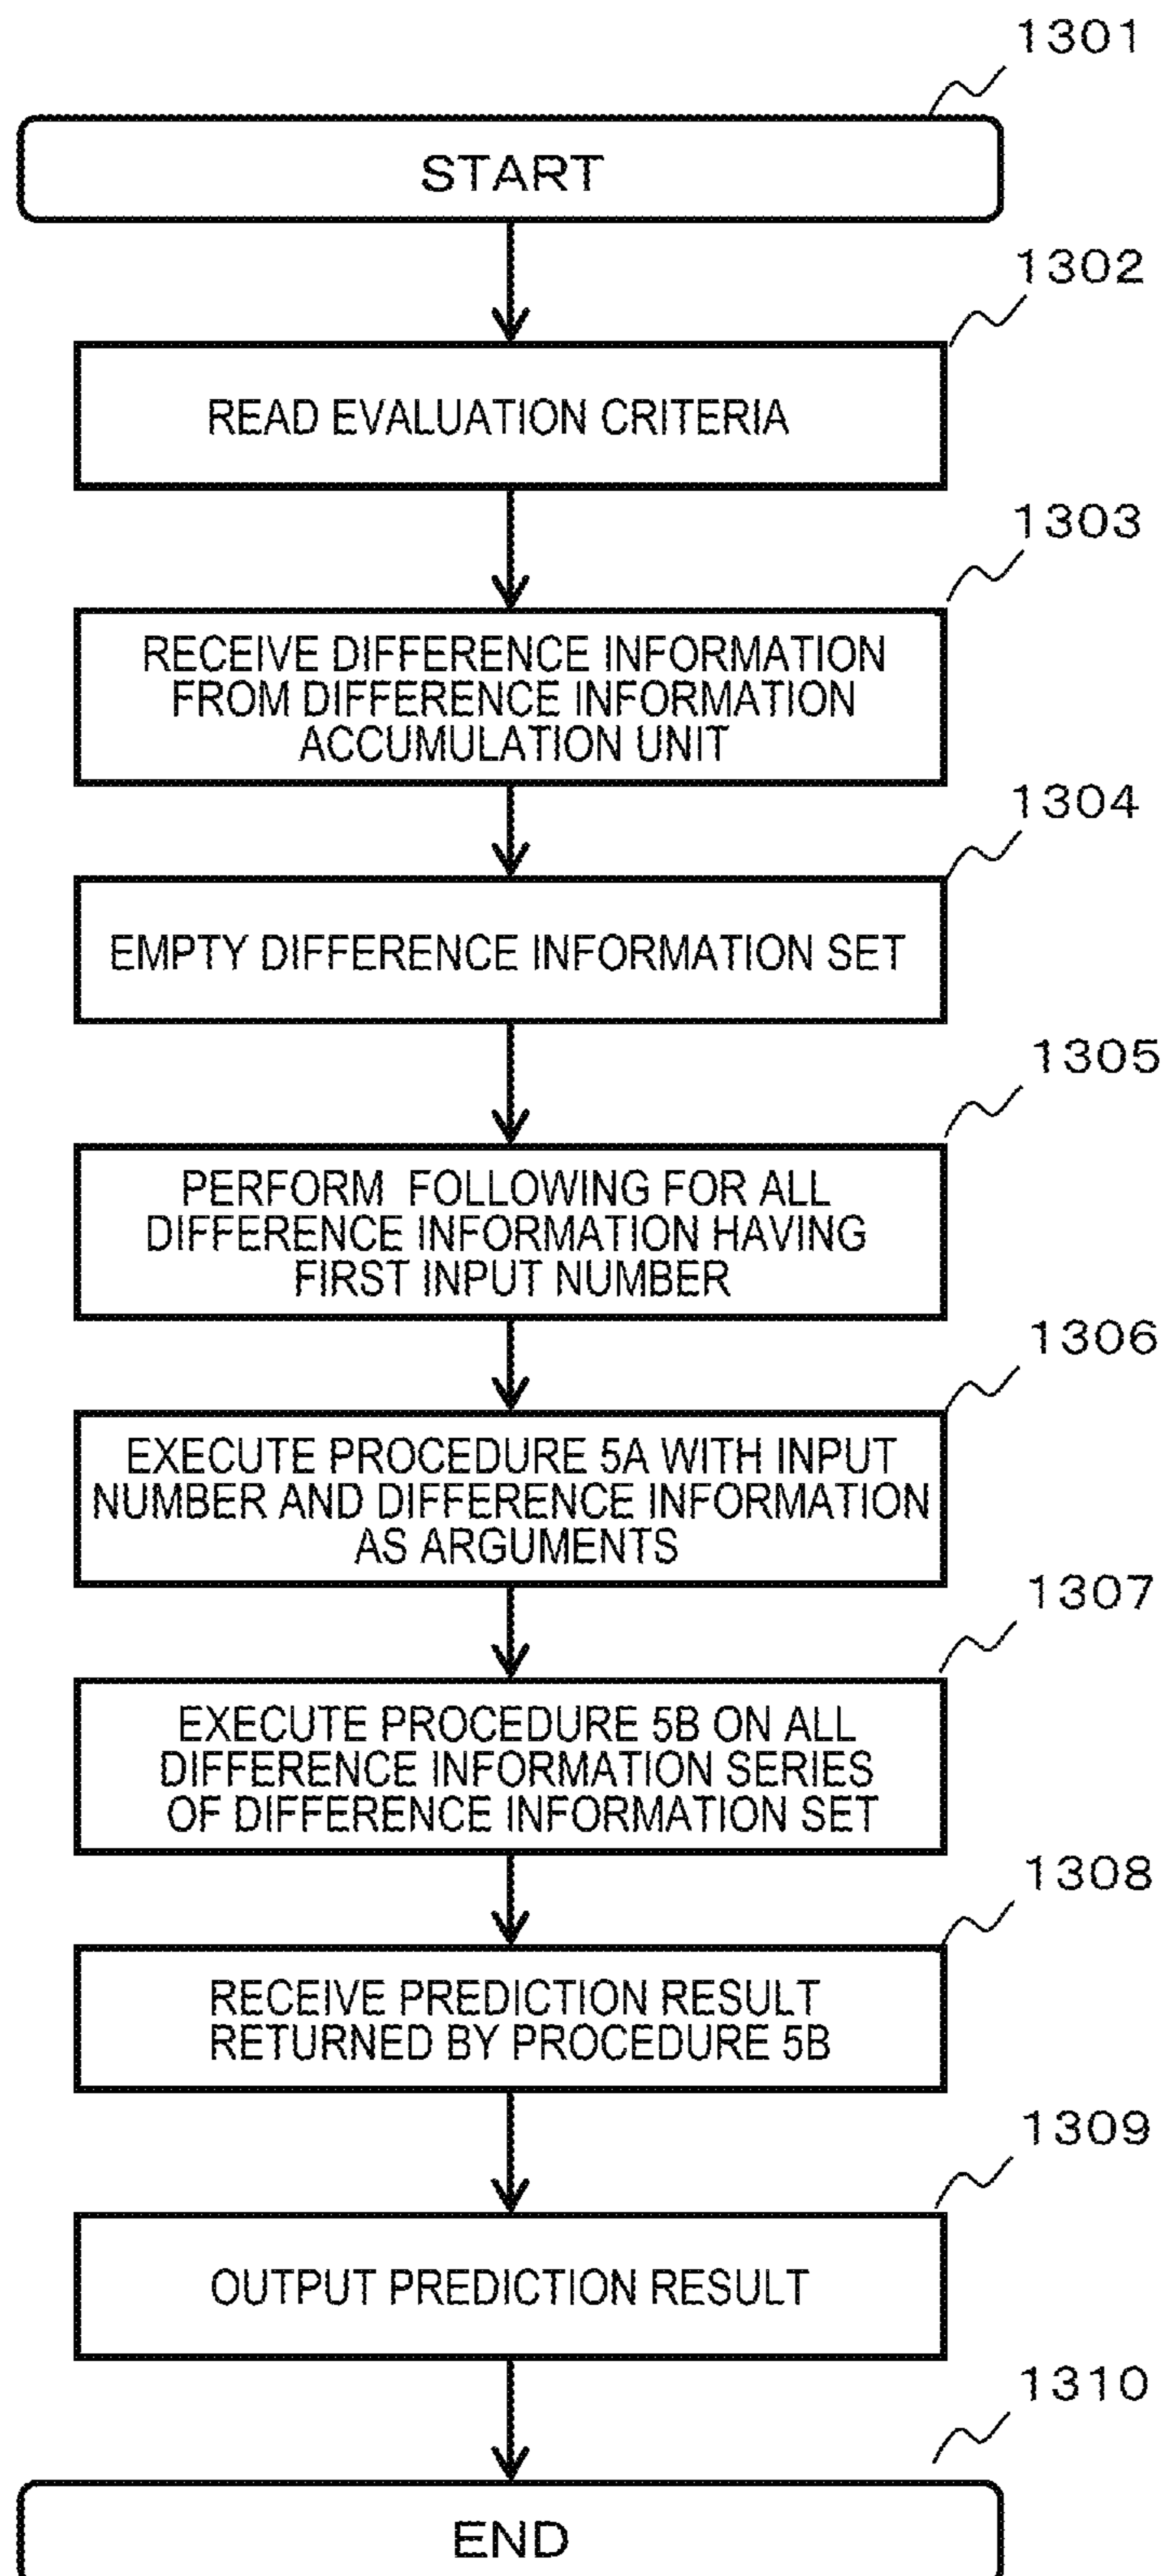 1301
START
1302
READ EVALUATION CRITERIA
1303
RECEIVE DIFFERENCE INFORMATION
FROM DIFFERENCE INFORMATION
ACCUMULATION UNIT
1304
EMPTY DIFFERENCE INFORMATION SET
1305
PERFORM FOLLOWING FOR ALL
DIFFERENCE INFORMATION HAVING
FIRST INPUT NUMBER
1306
EXECUTE PROCEDURE 5A WITH INPUT
NUMBER AND DIFFERENCE INFORMATION
AS ARGUMENTS
1307
EXECUTE PROCEDURE 5B ON ALL
DIFFERENCE INFORMATION SERIES
OF DIFFERENCE INFORMATION SET
1308
RECEIVE PREDICTION RESULT
RETURNED BY PROCEDURE 5B
1309
OUTPUT PREDICTION RESULT
1310
END